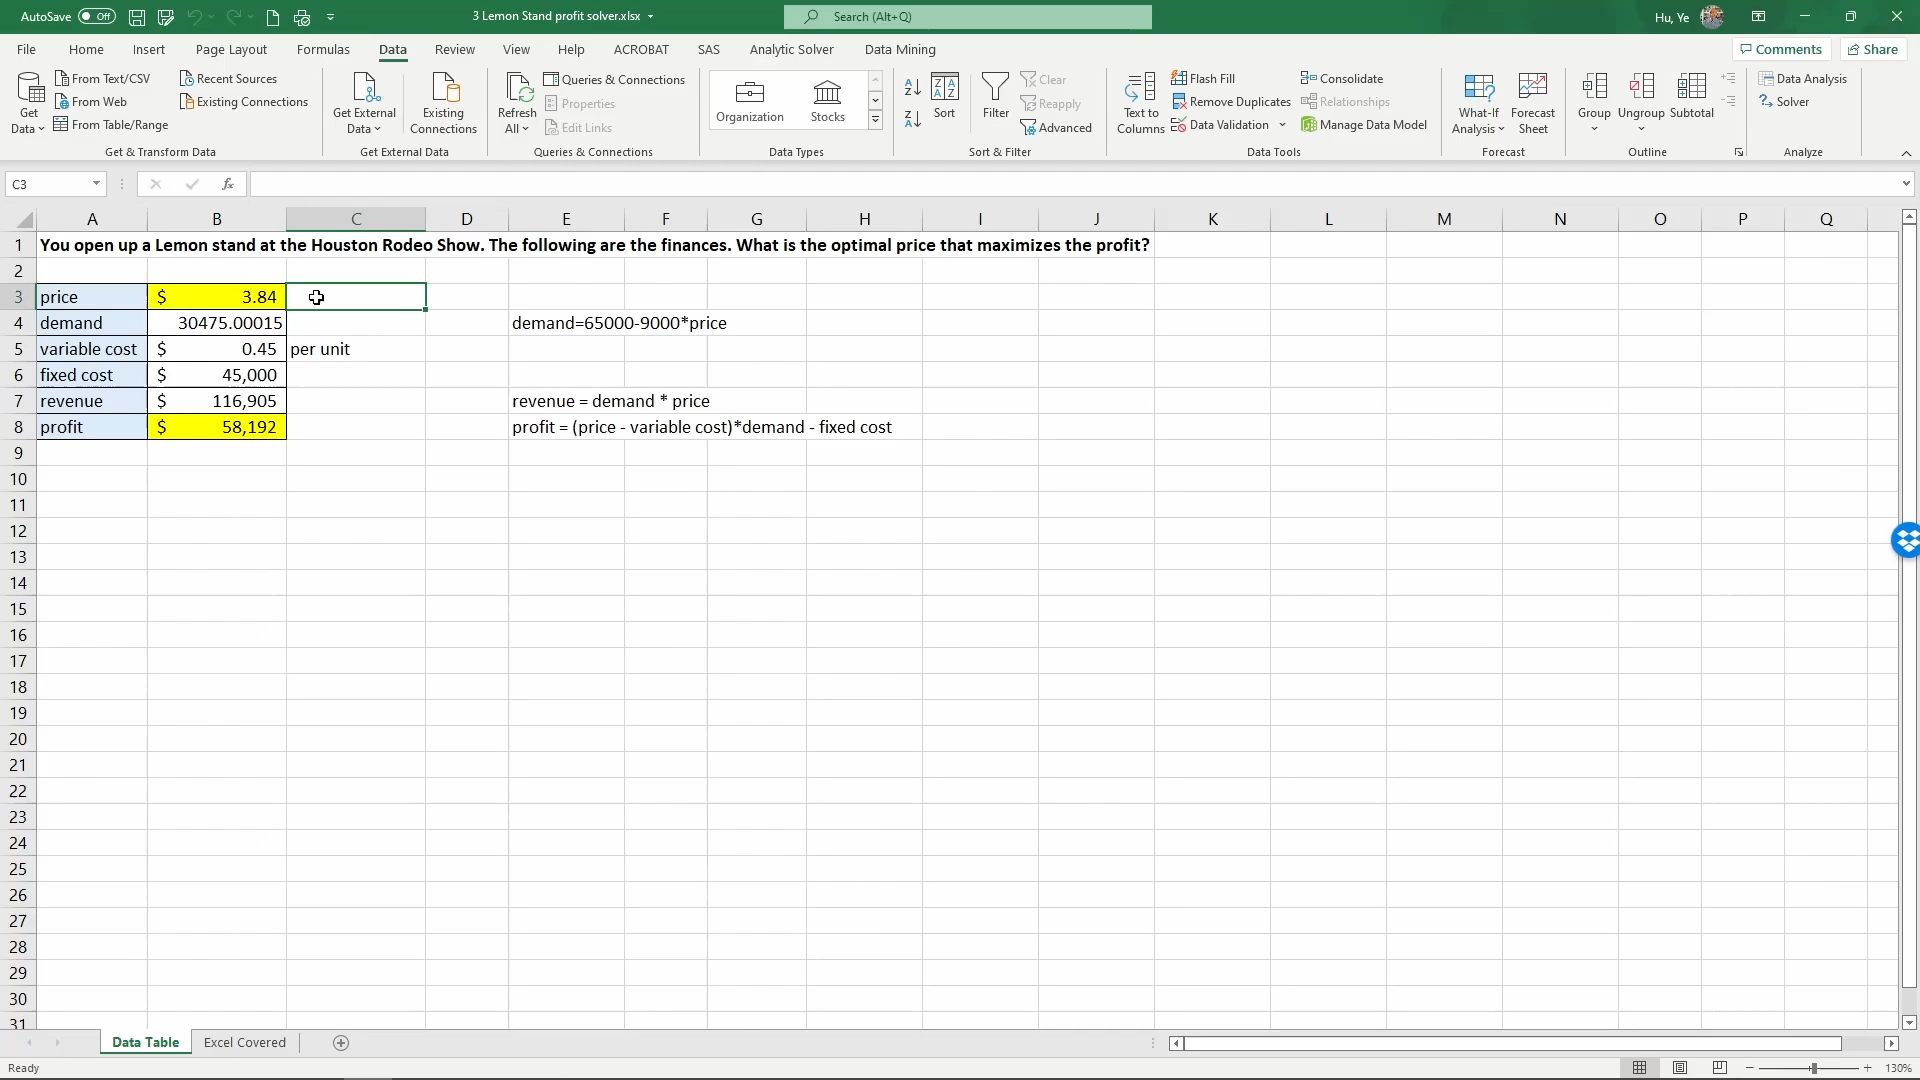 AutoSave Off 3 Lemon Stand profit solver.xlsx Search (Alt+Q) Hu, Ye
File Home Insert Page Layout Formulas Data Review View Help ACROBAT SAS Analytic Solver Data Mining Comments Share
Get Data From Text/CSV From Web From Table/Range Recent Sources Existing Connections
Get & Transform Data
Get External Data Existing Connections
Get External Data
Refresh All Queries & Connections Properties Edit Links
Queries & Connections
Organization Stocks
Data Types
Sort Filter Clear Reapply Advanced
Sort & Filter
Text to Columns Flash Fill Remove Duplicates Data Validation Consolidate Relationships Manage Data Model
Data Tools
What-If Analysis Forecast Sheet
Forecast
Group Ungroup Subtotal
Outline
Data Analysis Solver
Analyze
C3 fx
A B C D E F G H I J K L M N O P Q
1 You open up a Lemon stand at the Houston Rodeo Show. The following are the finances. What is the optimal price that maximizes the profit?
2
3 price $ 3.84
4 demand 30475.00015 demand=65000-9000*price
5 variable cost $ 0.45 per unit
6 fixed cost $ 45,000
7 revenue $ 116,905 revenue = demand * price
8 profit $ 58,192 profit = (price - variable cost)*demand - fixed cost
9
10
11
12
13
14
15
16
17
18
19
20
21
22
23
24
25
26
27
28
29
30
31
Data Table Excel Covered
Ready 130%